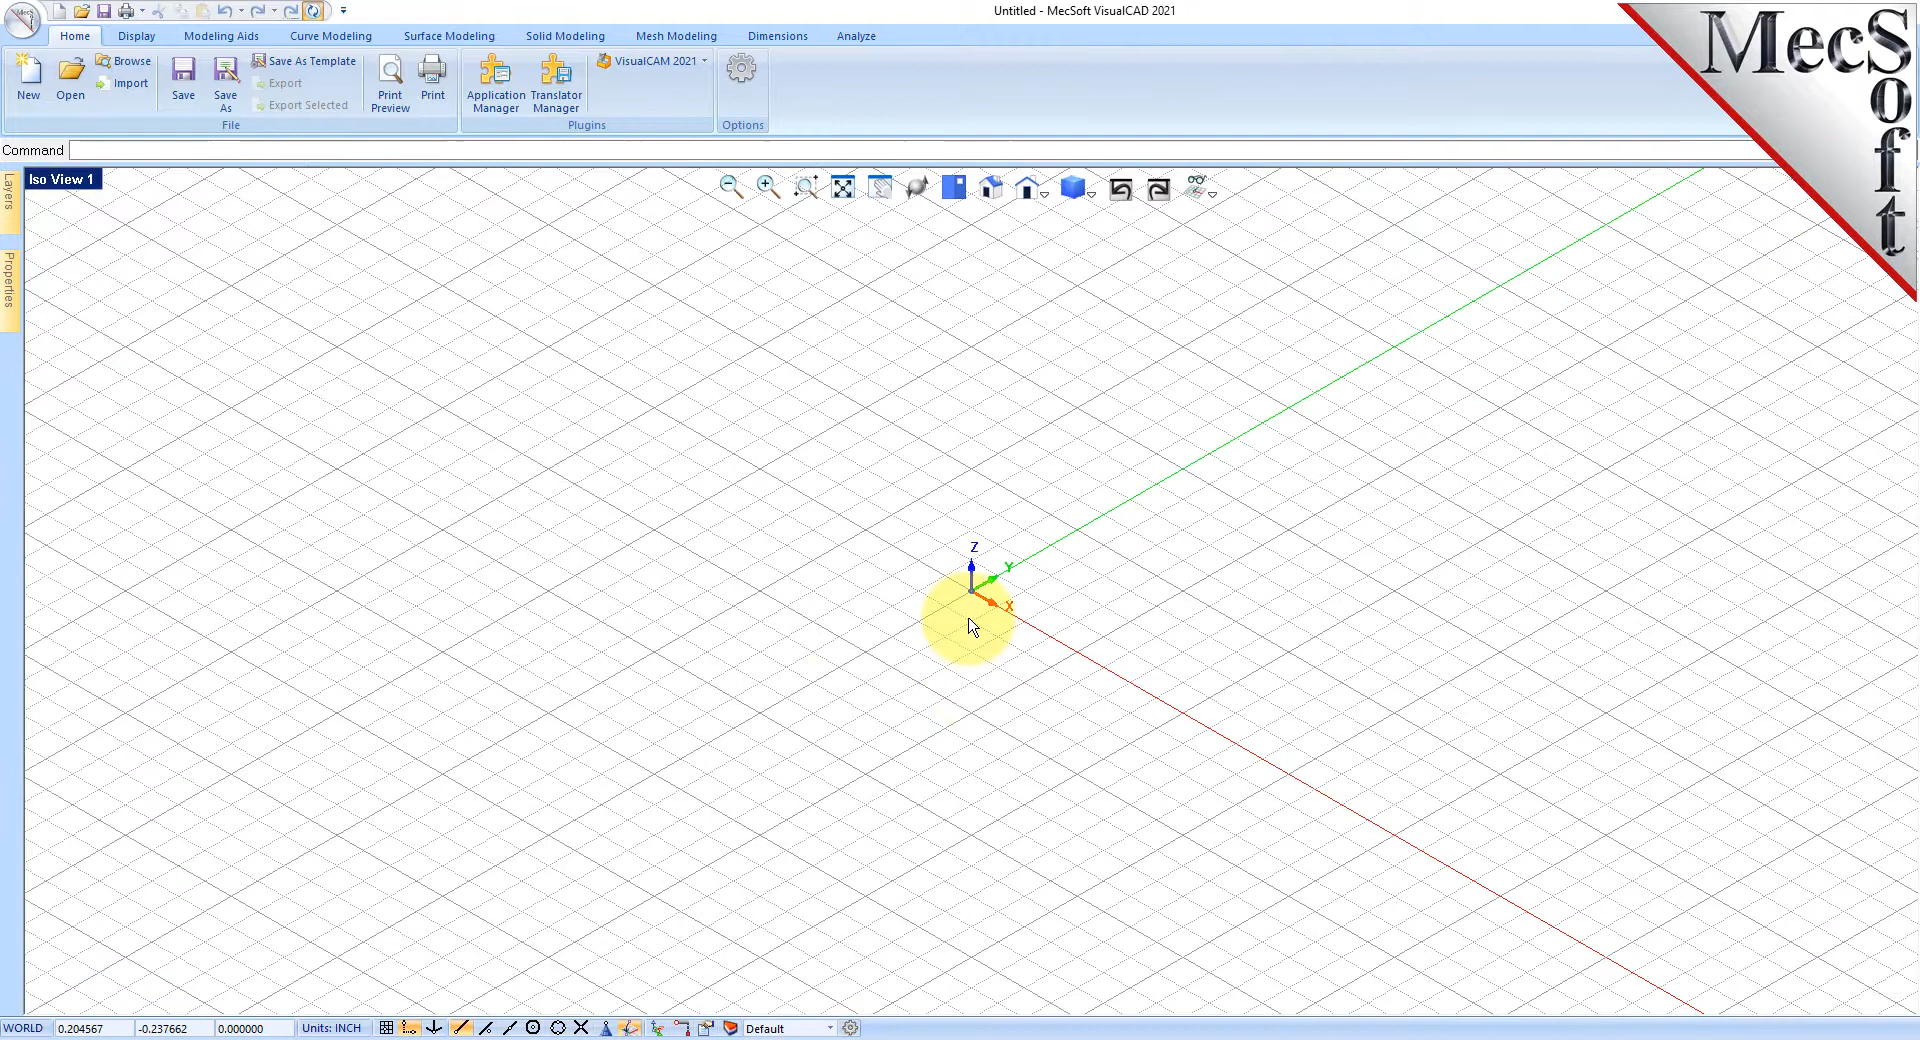 Untitled - MecSoft VisualCAD 2021
Home Display Modeling Aids Curve Modeling Surface Modeling Solid Modeling Mesh Modeling Dimensions Analyze
New
Open
Browse
Import
Save
Save As
Save As Template
Export
Export Selected
Print Preview
Print
File
Application Manager
Translator Manager
VisualCAM 2021
Plugins
Options
MecSoft
Command
Layers
Properties
Iso View 1
Z
Y
X
WORLD 0.204567 -0.237662 0.000000 Units: INCH Default